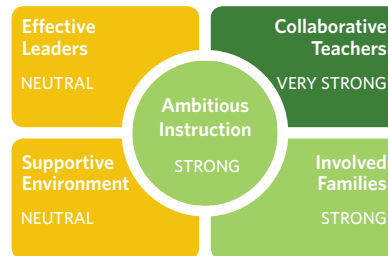 Effective
Leaders
NEUTRAL
Collaborative
Teachers
VERY STRONG
Ambitious
Instruction
STRONG
Supportive
Environment
NEUTRAL
Involved
Families
STRONG